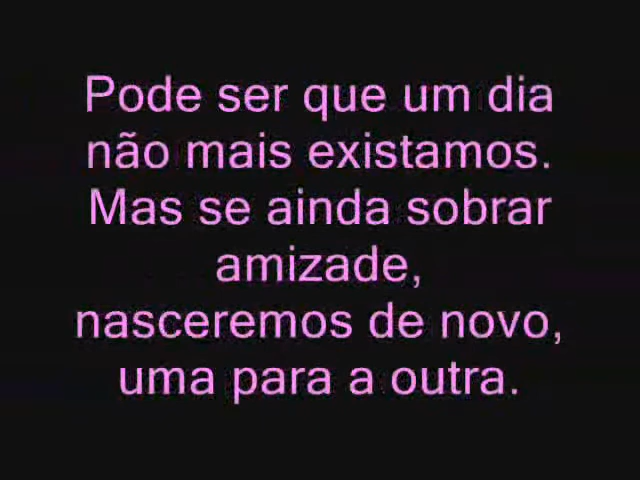 Pode ser que um dia
não mais existamos.
Mas se ainda sobrar
amizade,
nasceremos de novo,
uma para a outra.